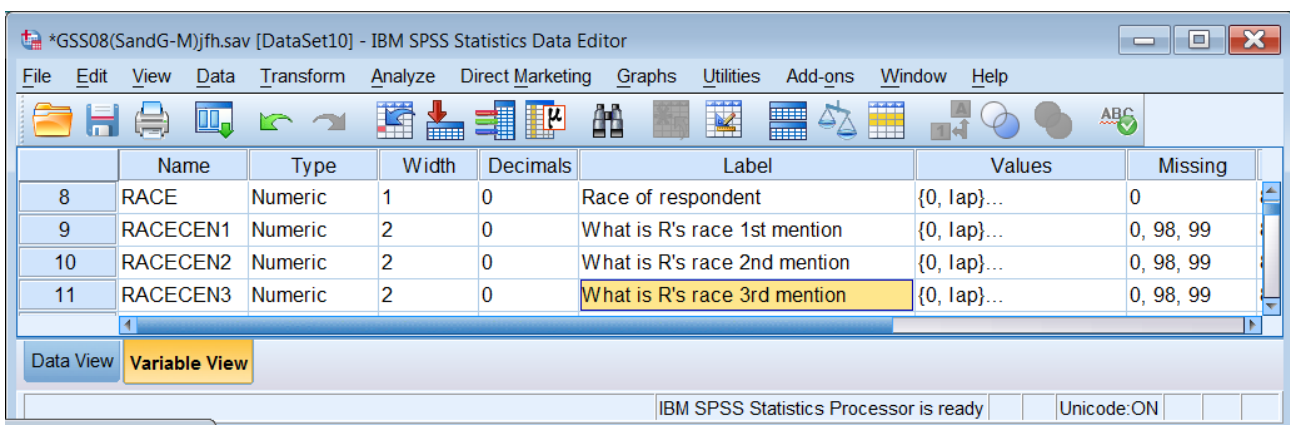 *GSS08(SandG-M)jfh.sav [DataSet10] - IBM SPSS Statistics Data Editor
File Edit View Data Transform Analyze Direct Marketing Graphs Utilities Add-ons Window Help
μ A 1 ABC
Name Type Width Decimals Label Values Missing
8 RACE Numeric 1 0 Race of respondent {0, Iap}... 0
9 RACECEN1 Numeric 2 0 What is R's race 1st mention {0, Iap}... 0, 98, 99
10 RACECEN2 Numeric 2 0 What is R's race 2nd mention {0, Iap}... 0, 98, 99
11 RACECEN3 Numeric 2 0 What is R's race 3rd mention {0, Iap}... 0, 98, 99
Data View Variable View
IBM SPSS Statistics Processor is ready Unicode:ON